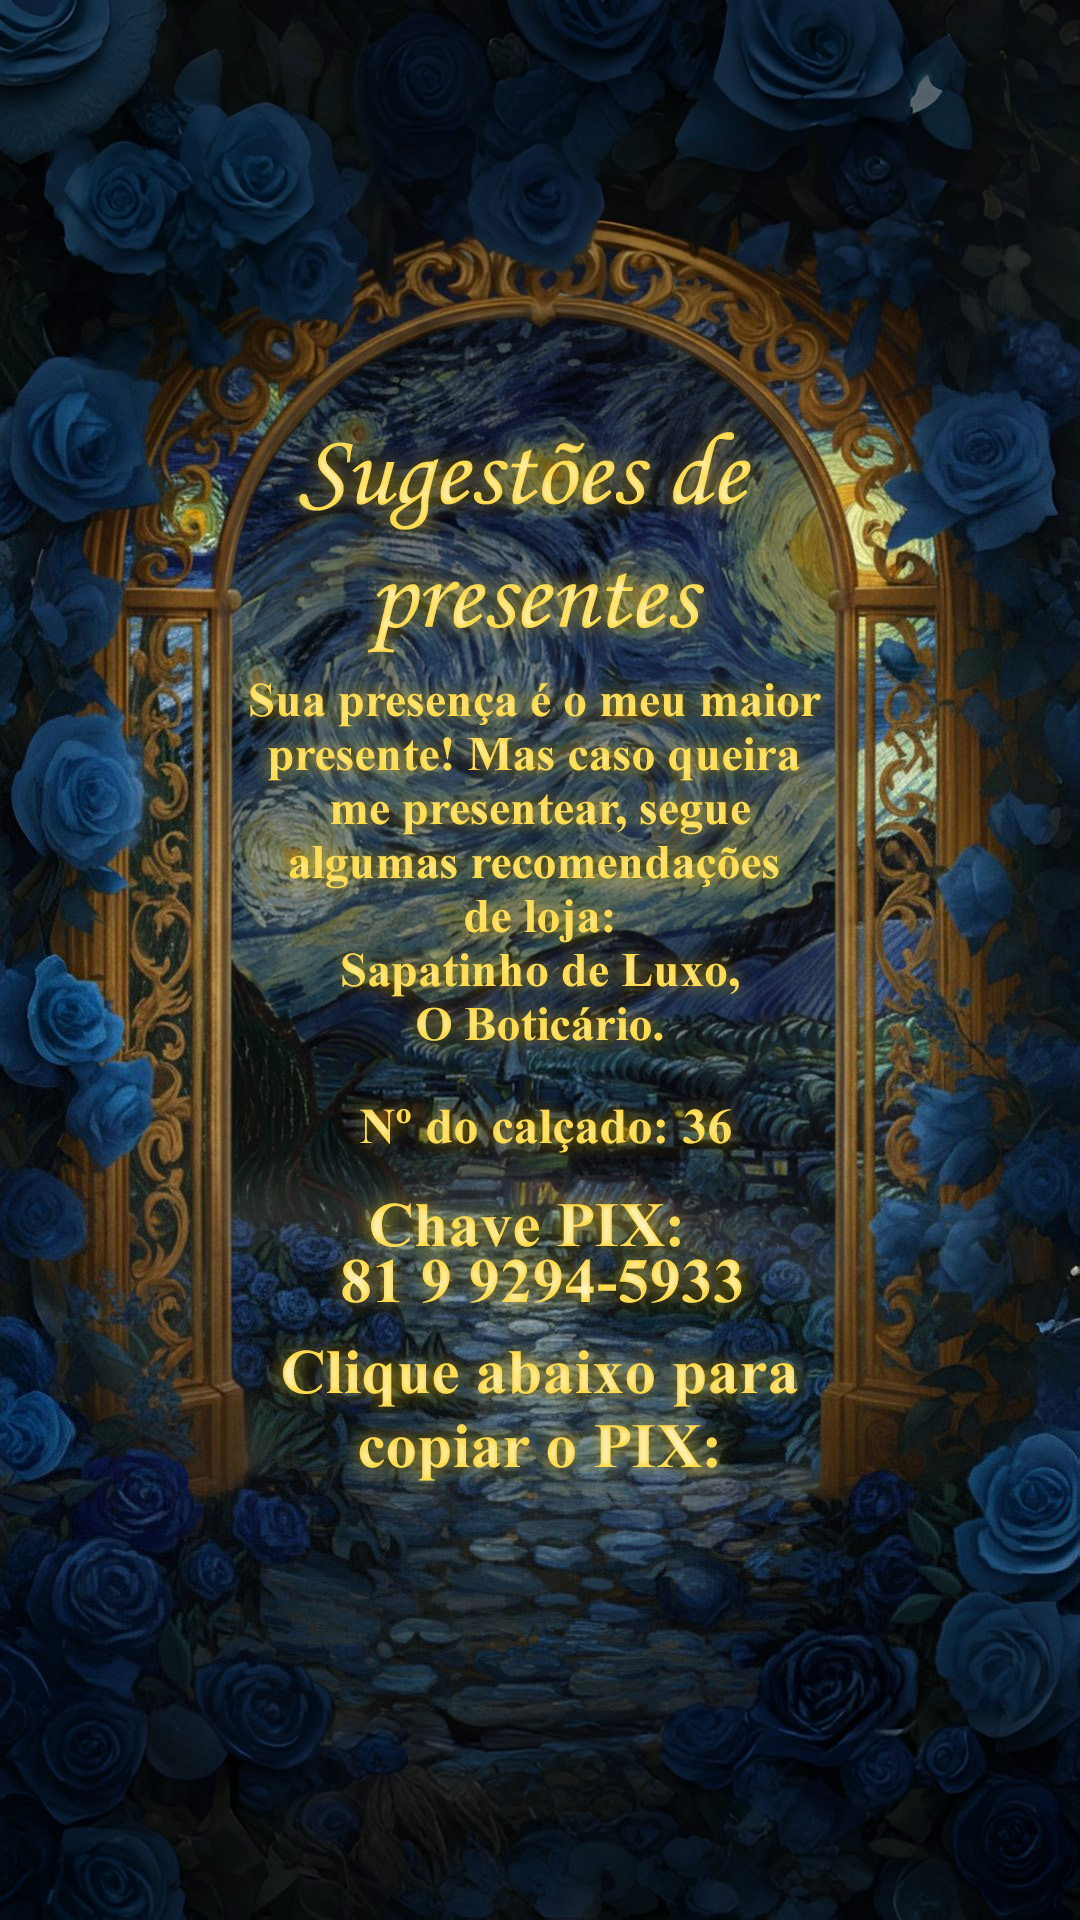 Sugestões de
presentes
Sua presença é o meu maior
presente! Mas caso queira
me presentear, segue
algumas recomendações
de loja:
Sapatinho de Luxo,
O Boticário.
Nº do calçado: 36
Chave PIX:
81 9 9294-5933
Clique abaixo para
copiar o PIX: